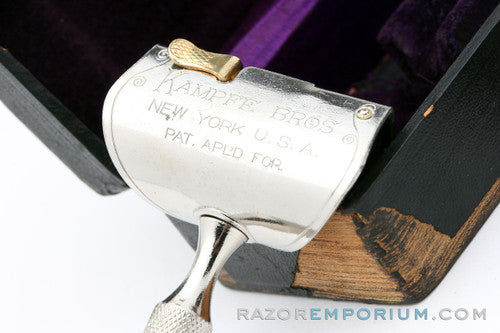 KAMPFE BROS
NEW YORK U.S.A.
PAT. APL'D FOR.
RAZOREMPORIUM.COM